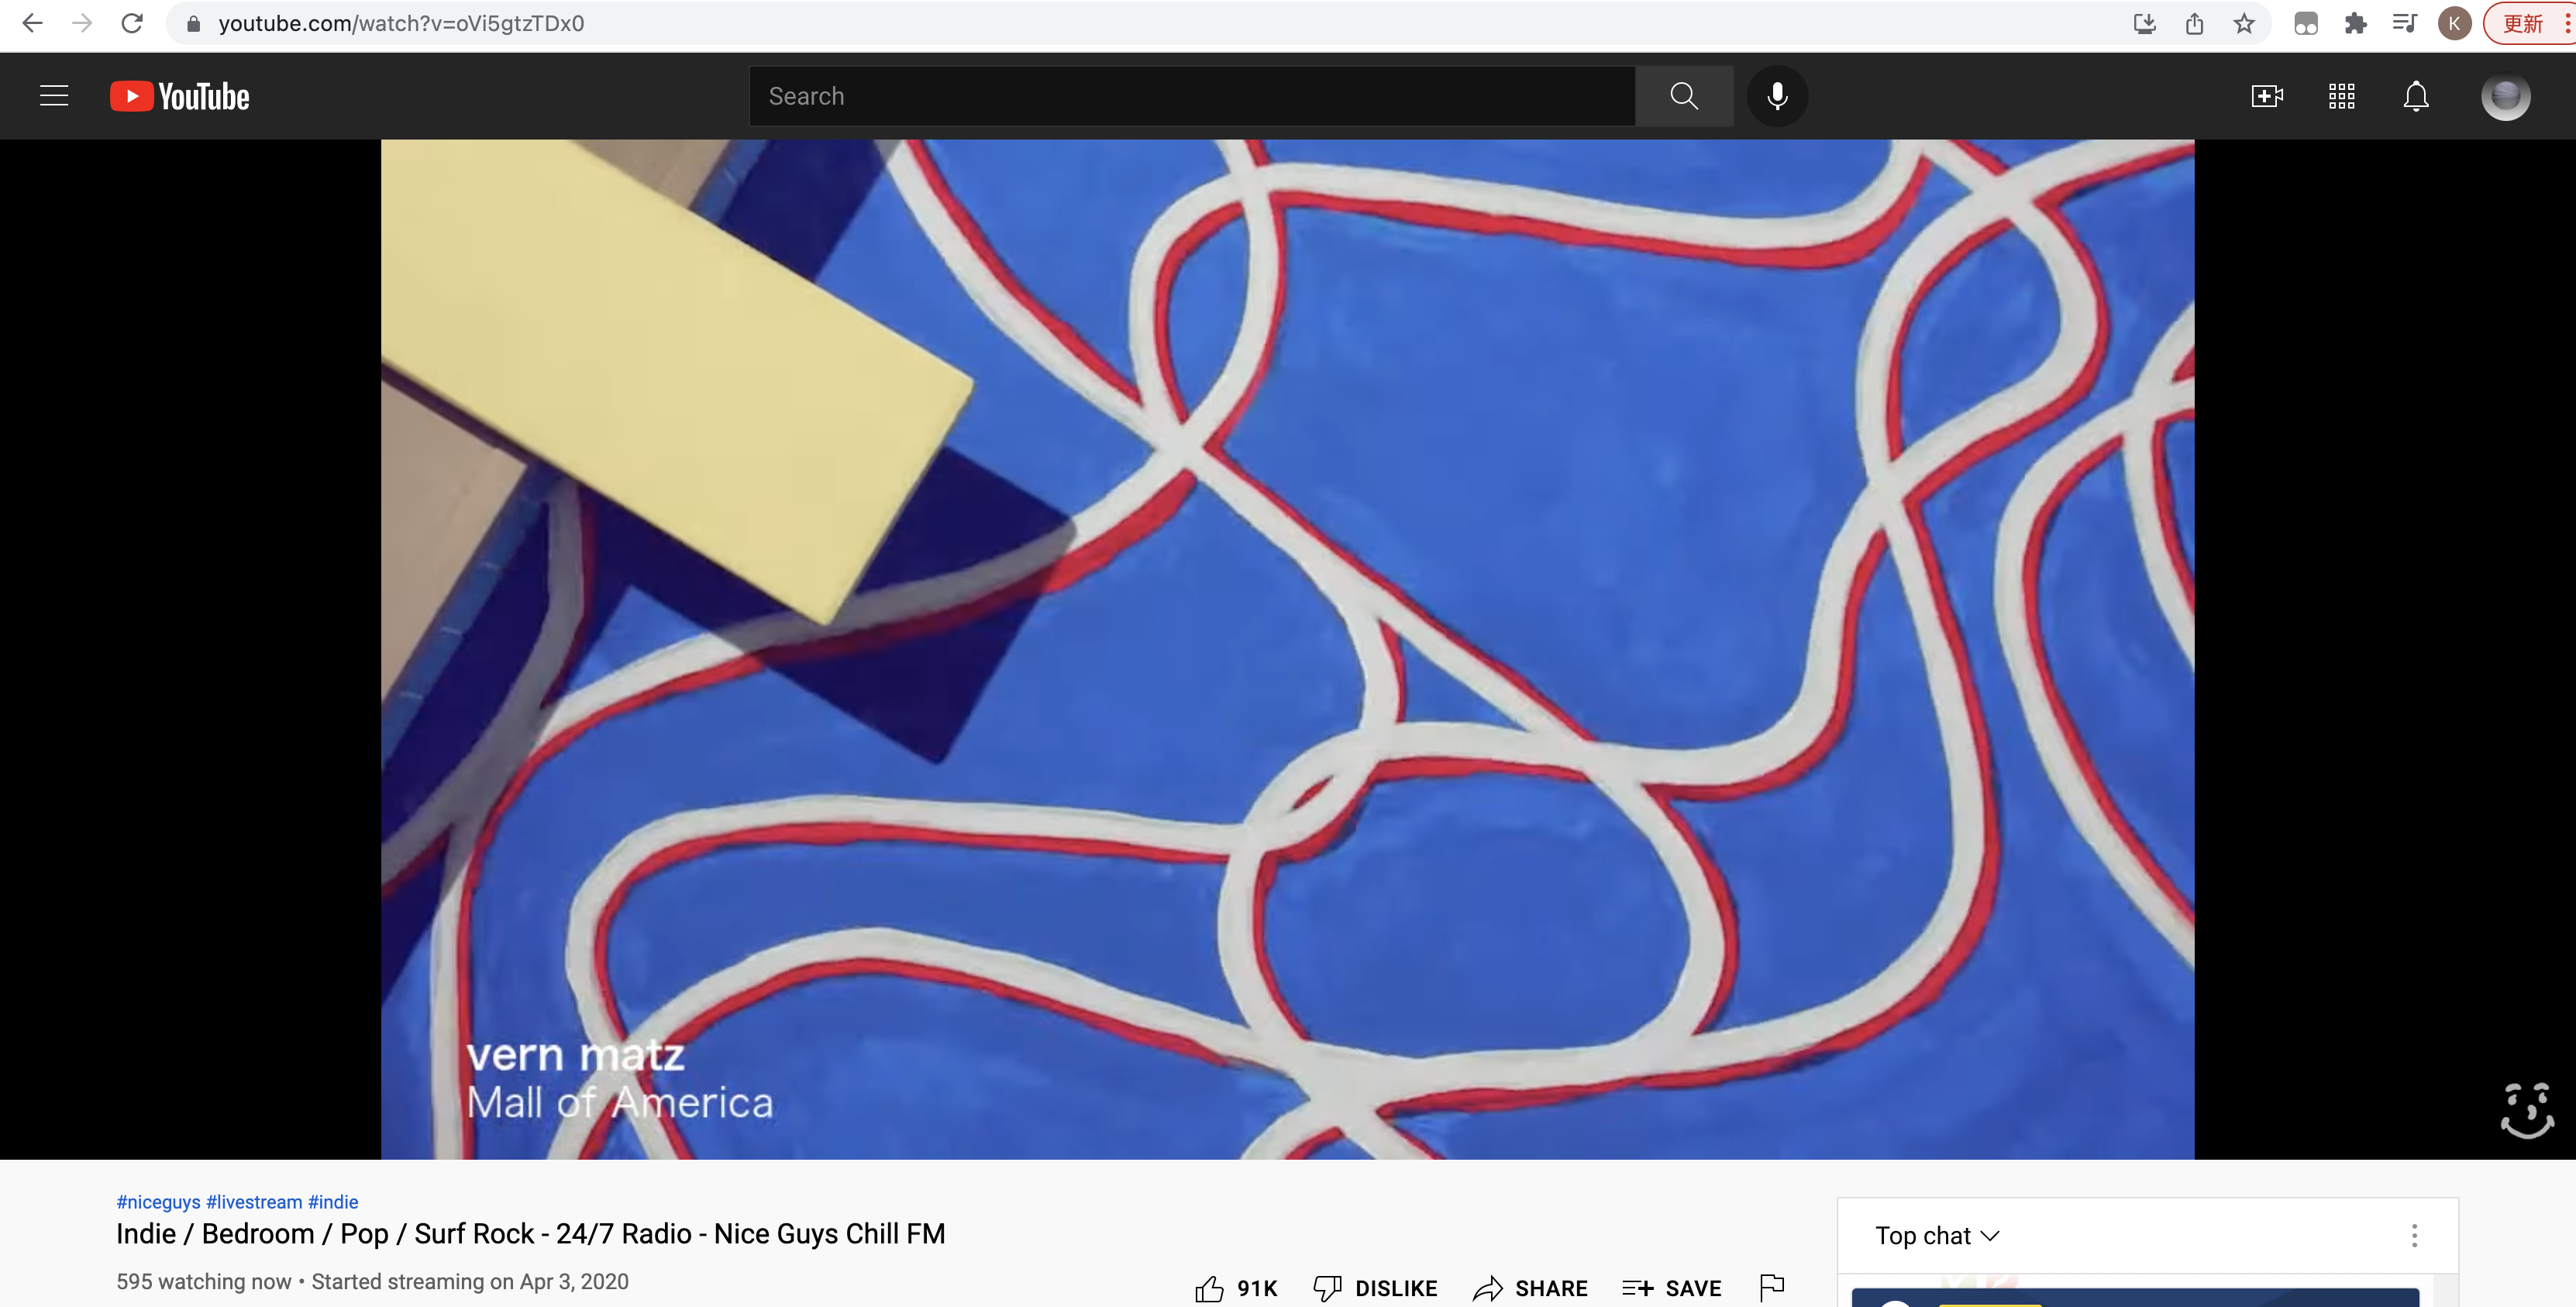 youtube.com/watch?v=oVi5gtzTDx0
K
更新
YouTube
Search
vern matz
Mall of America
#niceguys #livestream #indie
Indie / Bedroom / Pop / Surf Rock - 24/7 Radio - Nice Guys Chill FM
595 watching now • Started streaming on Apr 3, 2020
91K DISLIKE SHARE SAVE
Top chat